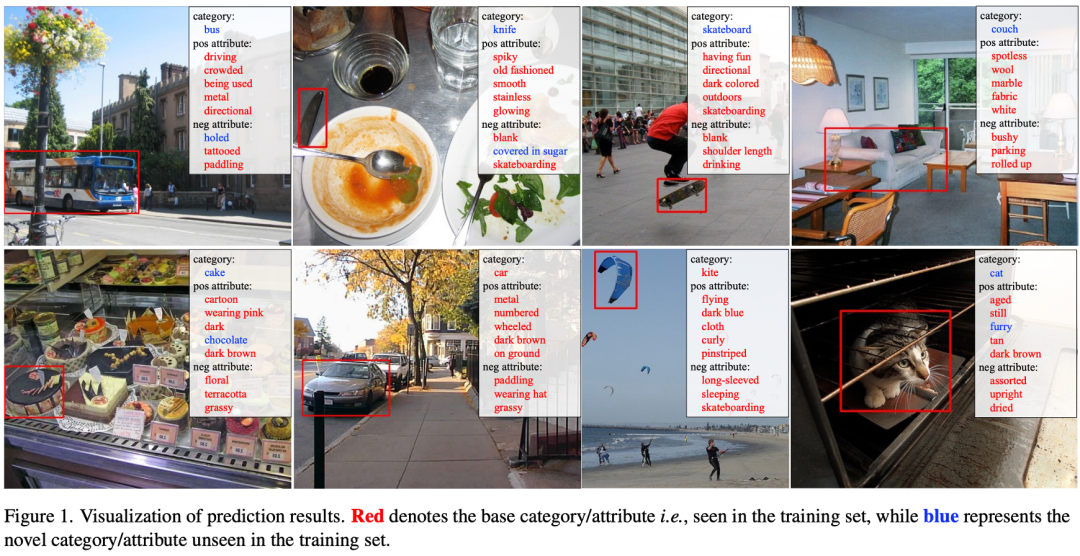 category:
bus
pos attribute:
driving
crowded
being used
metal
directional
neg attribute:
holed
tattooed
paddling
category:
knife
pos attribute:
spiky
old fashioned
smooth
stainless
glowing
neg attribute:
blank
covered in sugar
skateboarding
category:
skateboard
pos attribute:
having fun
directional
dark colored
outdoors
skateboarding
neg attribute:
blank
shoulder length
drinking
category:
couch
pos attribute:
spotless
wool
marble
fabric
white
neg attribute:
bushy
parking
rolled up
category:
cake
pos attribute:
cartoon
wearing pink
dark
chocolate
dark brown
neg attribute:
floral
terracotta
grassy
category:
car
pos attribute:
metal
numbered
wheeled
dark brown
on ground
neg attribute:
paddling
wearing hat
grassy
category:
kite
pos attribute:
flying
dark blue
cloth
curly
pinstriped
neg attribute:
long-sleeved
sleeping
skateboarding
category:
cat
pos attribute:
aged
still
furry
tan
dark brown
neg attribute:
assorted
upright
dried
Figure 1. Visualization of prediction results. Red denotes the base category/attribute i.e., seen in the training set, while blue represents the
novel category/attribute unseen in the training set.